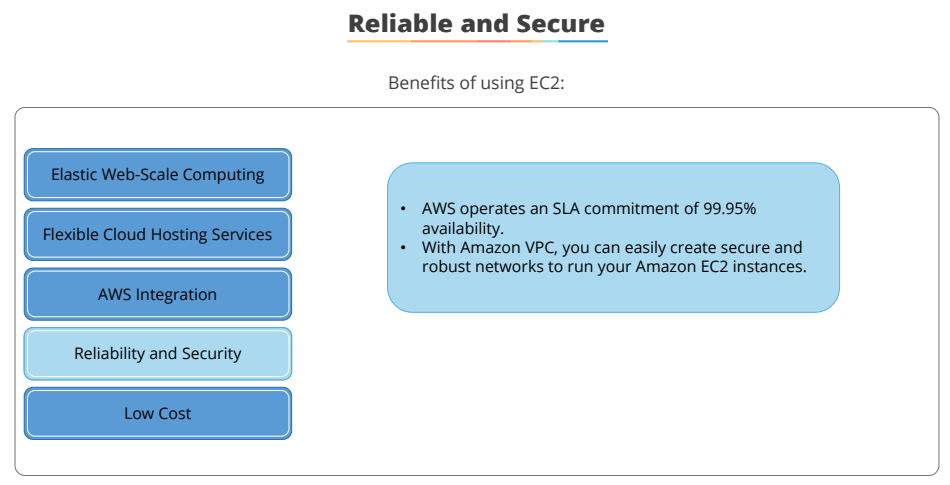 Reliable and Secure
Benefits of using EC2:
Elastic Web-Scale Computing
Flexible Cloud Hosting Services
AWS Integration
Reliability and Security
Low Cost
• AWS operates an SLA commitment of 99.95%
availability.
• With Amazon VPC, you can easily create secure and
robust networks to run your Amazon EC2 instances.